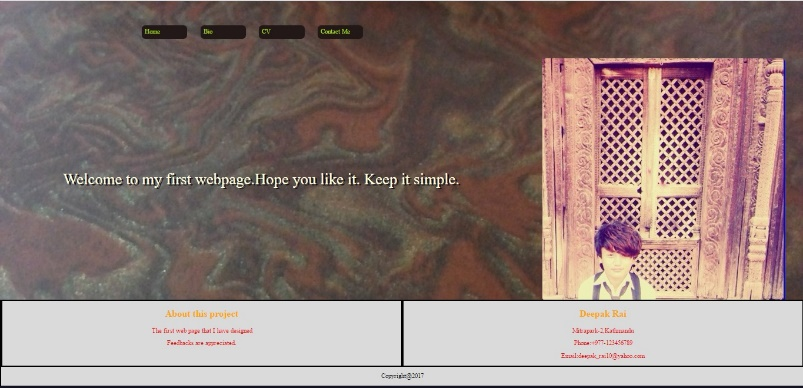 Home Bio CV Contact Me
Welcome to my first webpage.Hope you like it. Keep it simple.
About this project
The first web page that I have designed
Feedbacks are appreciated.
Deepak Rai
Mitrapark-2,Kathmandu
Phone:+977-123456789
Email:deepak_rai10@yahoo.com
Copyright@2017